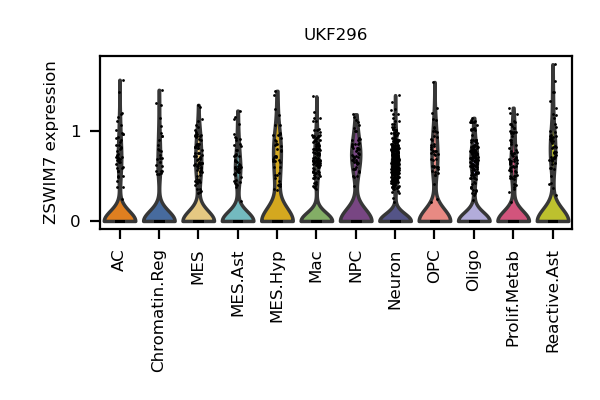 UKF296
ZSWIM7 expression
1
0
AC
Chromatin.Reg
MES
MES.Ast
MES.Hyp
Mac
NPC
Neuron
OPC
Oligo
Prolif.Metab
Reactive.Ast